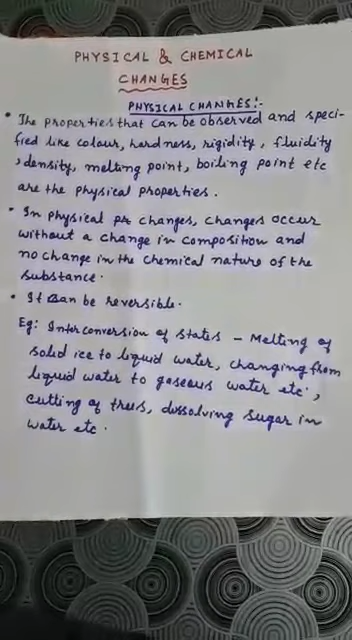 PHYSICAL & CHEMICAL
CHANGES
PHYSICAL CHANGES:-
• The properties that can be observed and speci-
fied like colour, hardness, rigidity, fluidity
, density, melting point, boiling point etc
are the physical properties.
• In physical changes, changes occur
without a change in composition and
no change in the chemical nature of the
substance.
• It can be reversible.
Eg: Interconversion of states - Melting of
solid ice to liquid water, changing from
liquid water to gaseous water etc,
cutting of trees, dissolving sugar in
water etc.